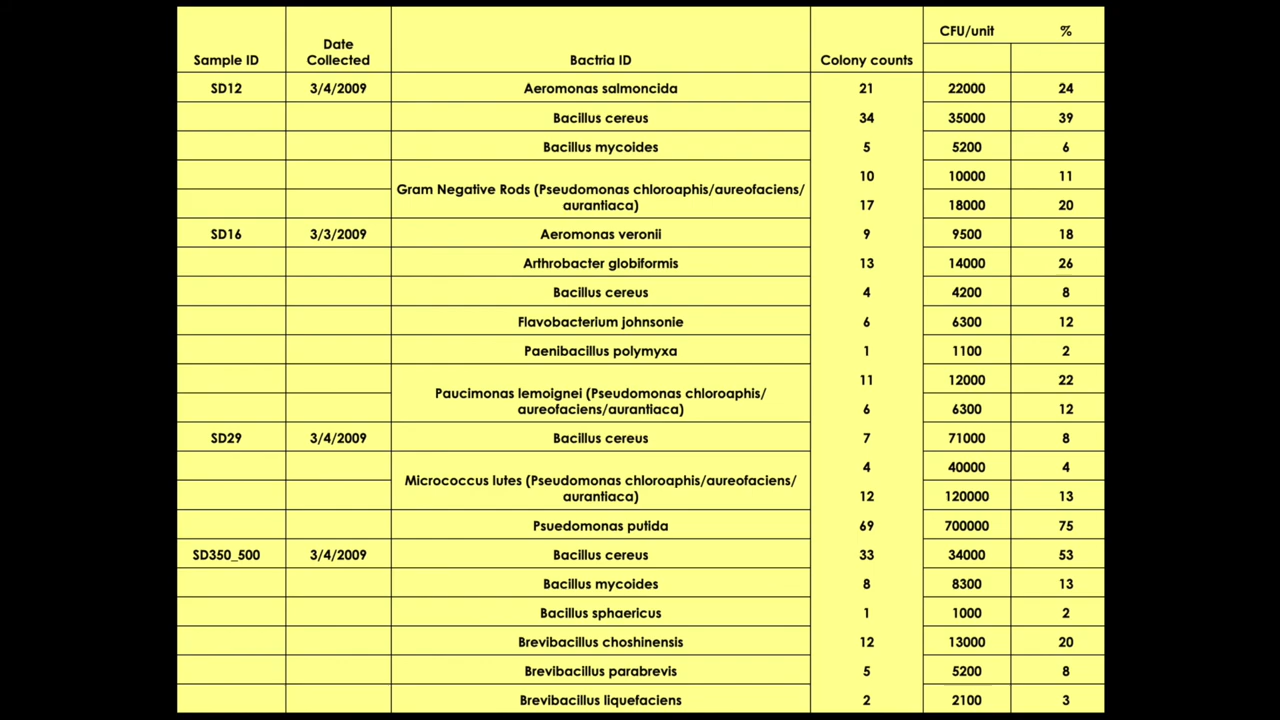 CFU/unit %
Date
Sample ID Collected Bactria ID Colony counts
SD12 3/4/2009 Aeromonas salmoncida 21 22000 24
Bacillus cereus 34 35000 39
Bacillus mycoides 5 5200 6
10 10000 11
Gram Negative Rods (Pseudomonas chloroaphis/aureofaciens/
aurantiaca) 17 18000 20
SD16 3/3/2009 Aeromonas veronii 9 9500 18
Arthrobacter globiformis 13 14000 26
Bacillus cereus 4 4200 8
Flavobacterium johnsonie 6 6300 12
Paenibacillus polymyxa 1 1100 2
11 12000 22
Paucimonas lemoignei (Pseudomonas chloroaphis/
aureofaciens/aurantiaca) 6 6300 12
SD29 3/4/2009 Bacillus cereus 7 71000 8
4 40000 4
Micrococcus lutes (Pseudomonas chloroaphis/aureofaciens/
aurantiaca) 12 120000 13
Psuedomonas putida 69 700000 75
SD350_500 3/4/2009 Bacillus cereus 33 34000 53
Bacillus mycoides 8 8300 13
Bacillus sphaericus 1 1000 2
Brevibacillus choshinensis 12 13000 20
Brevibacillus parabrevis 5 5200 8
Brevibacillus liquefaciens 2 2100 3